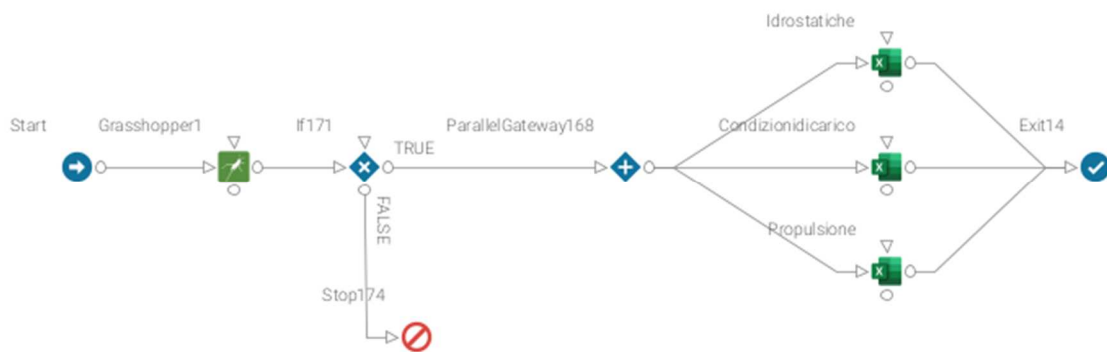 Idrostatiche
Start
Grasshopper1
If171
TRUE
ParallelGateway168
Condizionidicarico
Exit14
FALSE
Propulsione
Stop174